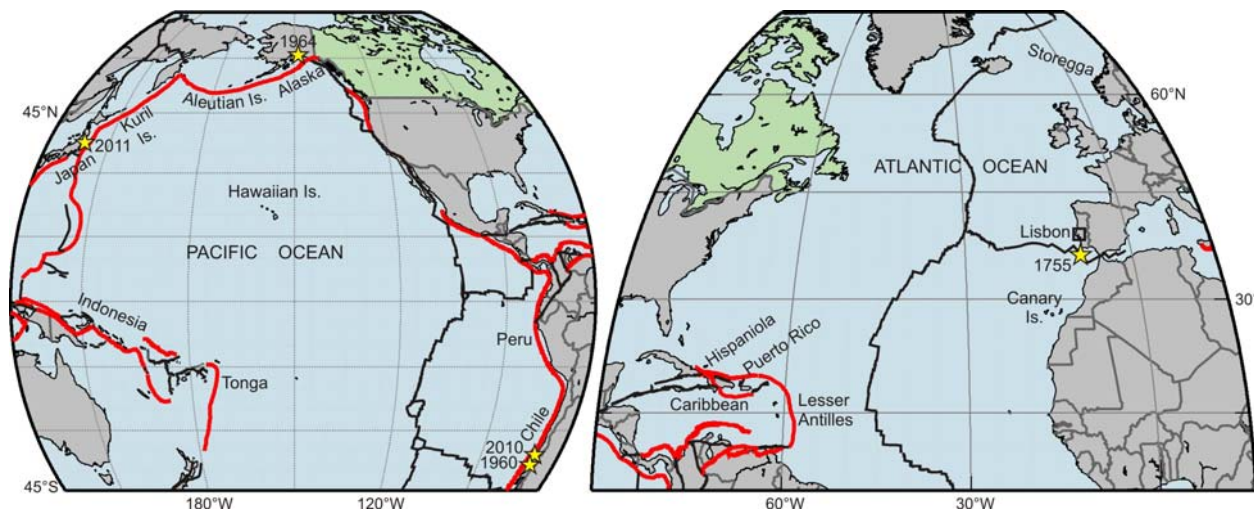 1964
Storegga
Aleutian Is.
Alaska
60°N
45°N
Kuril
Is.
2011
Japan
ATLANTIC OCEAN
Hawaiian Is.
Lisbon
PACIFIC OCEAN
1755
Canary
Is.
30°
Indonesia
Peru
Hispaniola
Puerto Rico
Tonga
Caribbean
Lesser
Antilles
Chile
2010
1960
45°S
180°W
120°W
60°W
30°W